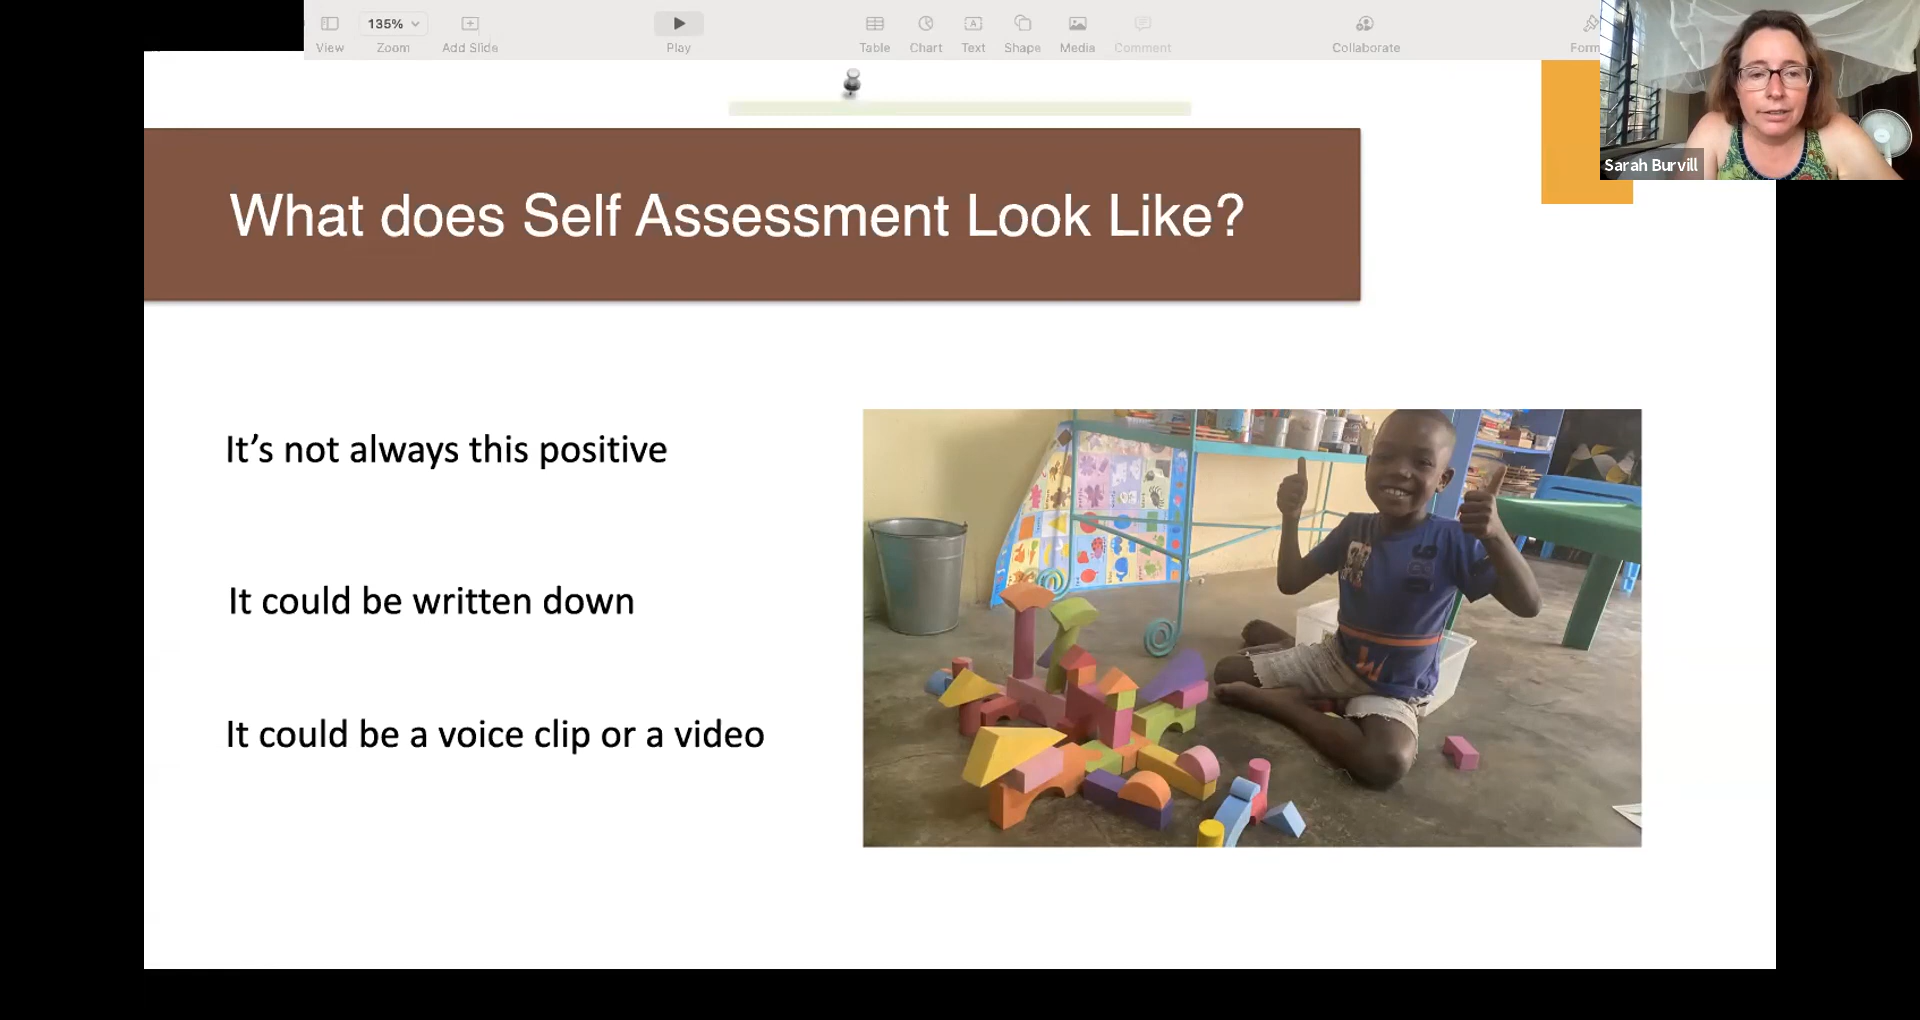 135%
View
Zoom
Add Slide
Play
Table
Chart
Text
Shape
Media
Comment
Collaborate
Form
Sarah Burvill
What does Self Assessment Look Like?
It's not always this positive
It could be written down
It could be a voice clip or a video